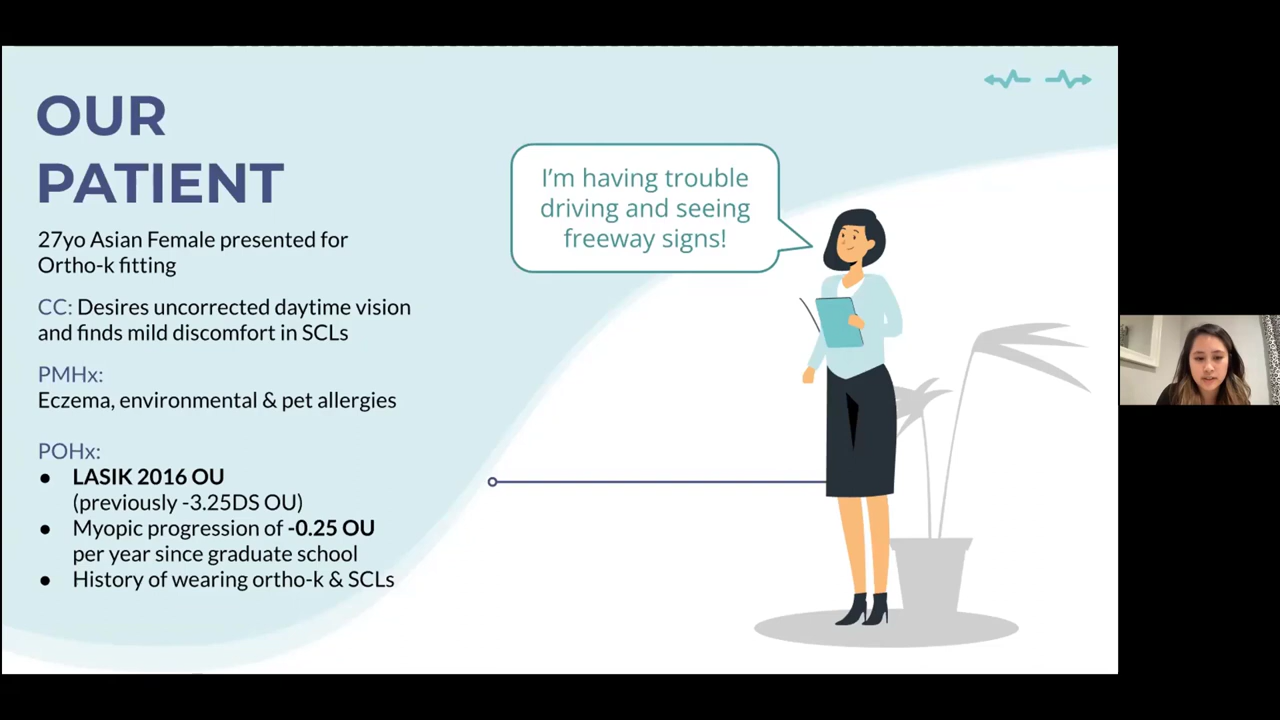 OUR
PATIENT
27yo Asian Female presented for
Ortho-k fitting
CC: Desires uncorrected daytime vision
and finds mild discomfort in SCLs
PMHx:
Eczema, environmental & pet allergies
POHx:
● LASIK 2016 OU
(previously -3.25DS OU)
● Myopic progression of -0.25 OU
per year since graduate school
● History of wearing ortho-k & SCLs
I'm having trouble
driving and seeing
freeway signs!